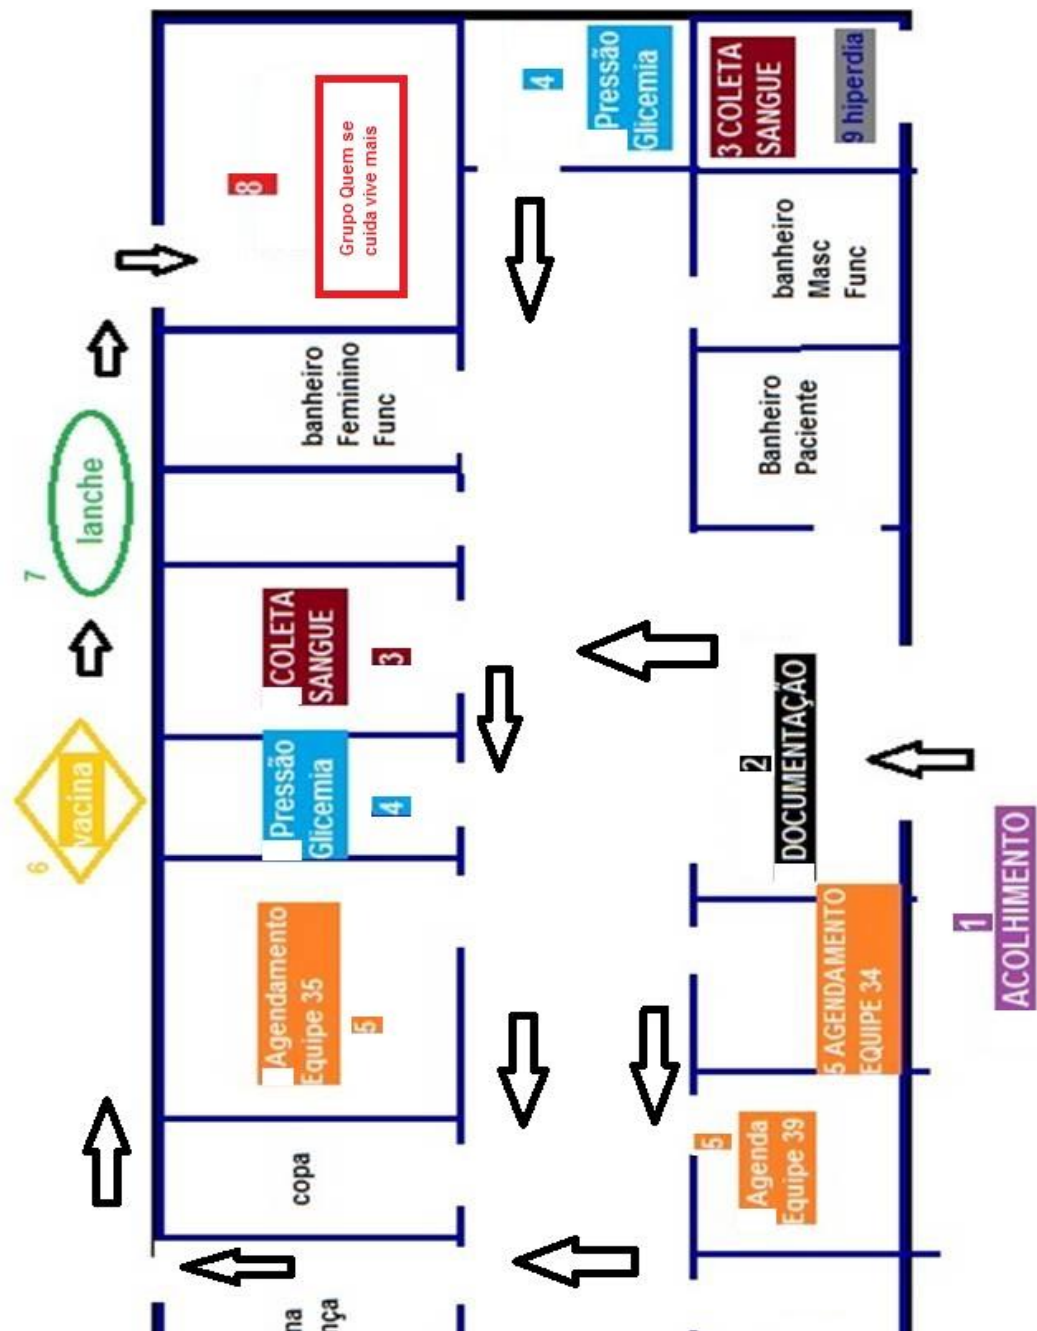 4
Pressão
Glicemia
3 COLETA
SANGUE
9 hiperdia
8
Grupo Quem se
cuida vive mais
banheiro
Masc
Func
banheiro
Feminino
Func
Banheiro
Paciente
7
lanche
COLETA
SANGUE
3
2
DOCUMENTAÇÃO
6
vacina
Pressão
Glicemia
4
1
ACOLHIMENTO
Agendamento
Equipe 35
5
5 AGENDAMENTO
EQUIPE 34
5
Agenda
Equipe 39
copa
na
nça